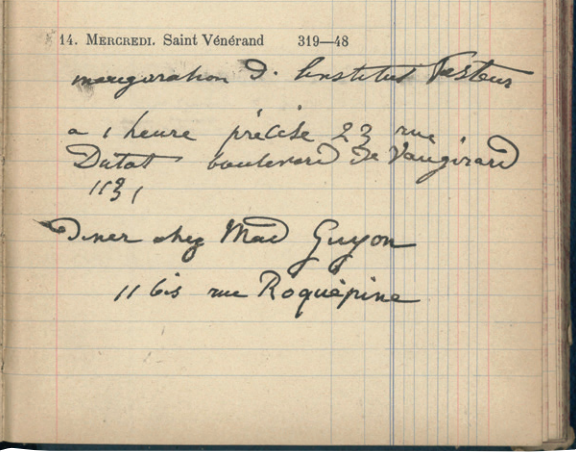 14. MERCREDI. Saint Vénérand 319—48
inauguration d. l'institut Pasteur
a 1 heure précise 23 rue
Dutot boulevard de Vaugirard
1131
Diner chez Mad Guyon
11 bis rue Roquépine